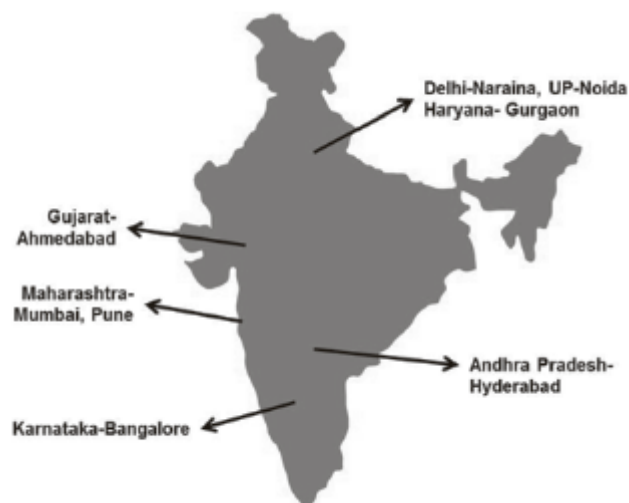 Delhi-Naraina, UP-Noida
Haryana- Gurgaon
Gujarat-
Ahmedabad
Maharashtra-
Mumbai, Pune
Andhra Pradesh-
Hyderabad
Karnataka-Bangalore